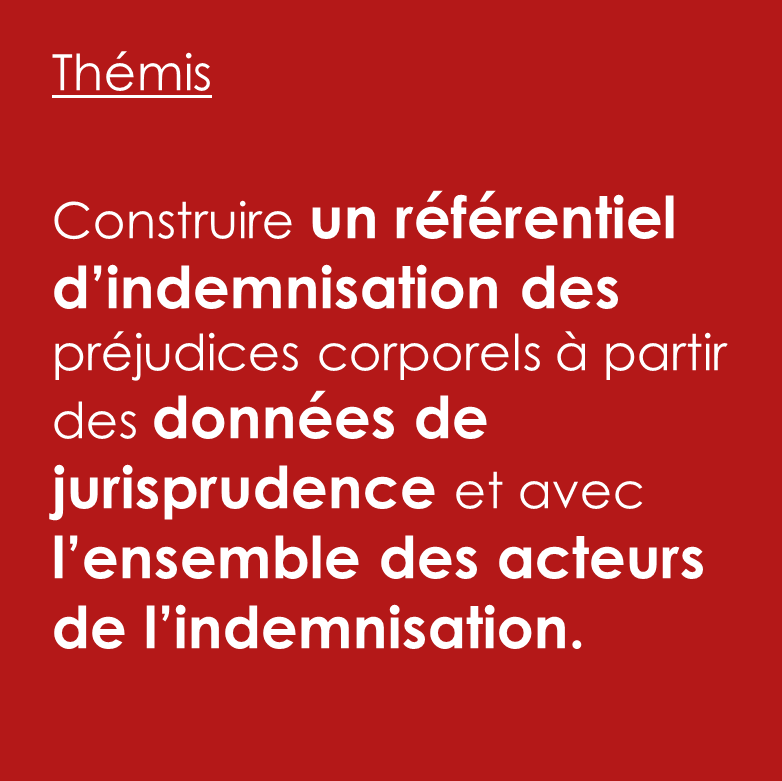 Thémis
Construire un référentiel
d’indemnisation des
préjudices corporels à partir
des données de
jurisprudence et avec
l’ensemble des acteurs
de l’indemnisation.